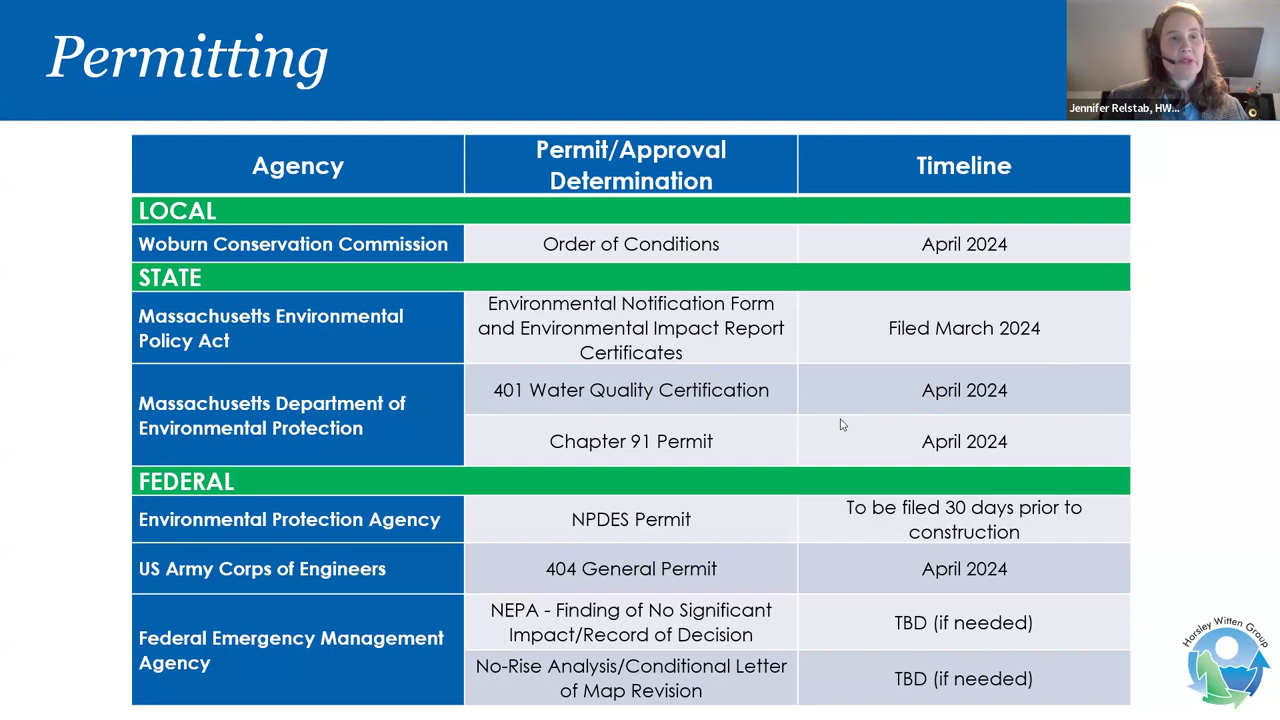 Permitting
Jennifer Relstab, HW...
Agency
Permit/Approval
Determination
Timeline
LOCAL
Woburn Conservation Commission
Order of Conditions
April 2024
STATE
Massachusetts Environmental
Policy Act
Environmental Notification Form
and Environmental Impact Report
Certificates
Filed March 2024
Massachusetts Department of
Environmental Protection
401 Water Quality Certification
April 2024
Chapter 91 Permit
April 2024
FEDERAL
Environmental Protection Agency
NPDES Permit
To be filed 30 days prior to
construction
US Army Corps of Engineers
404 General Permit
April 2024
Federal Emergency Management
Agency
NEPA - Finding of No Significant
Impact/Record of Decision
TBD (if needed)
No-Rise Analysis/Conditional Letter
of Map Revision
TBD (if needed)
Horsley Witten Group